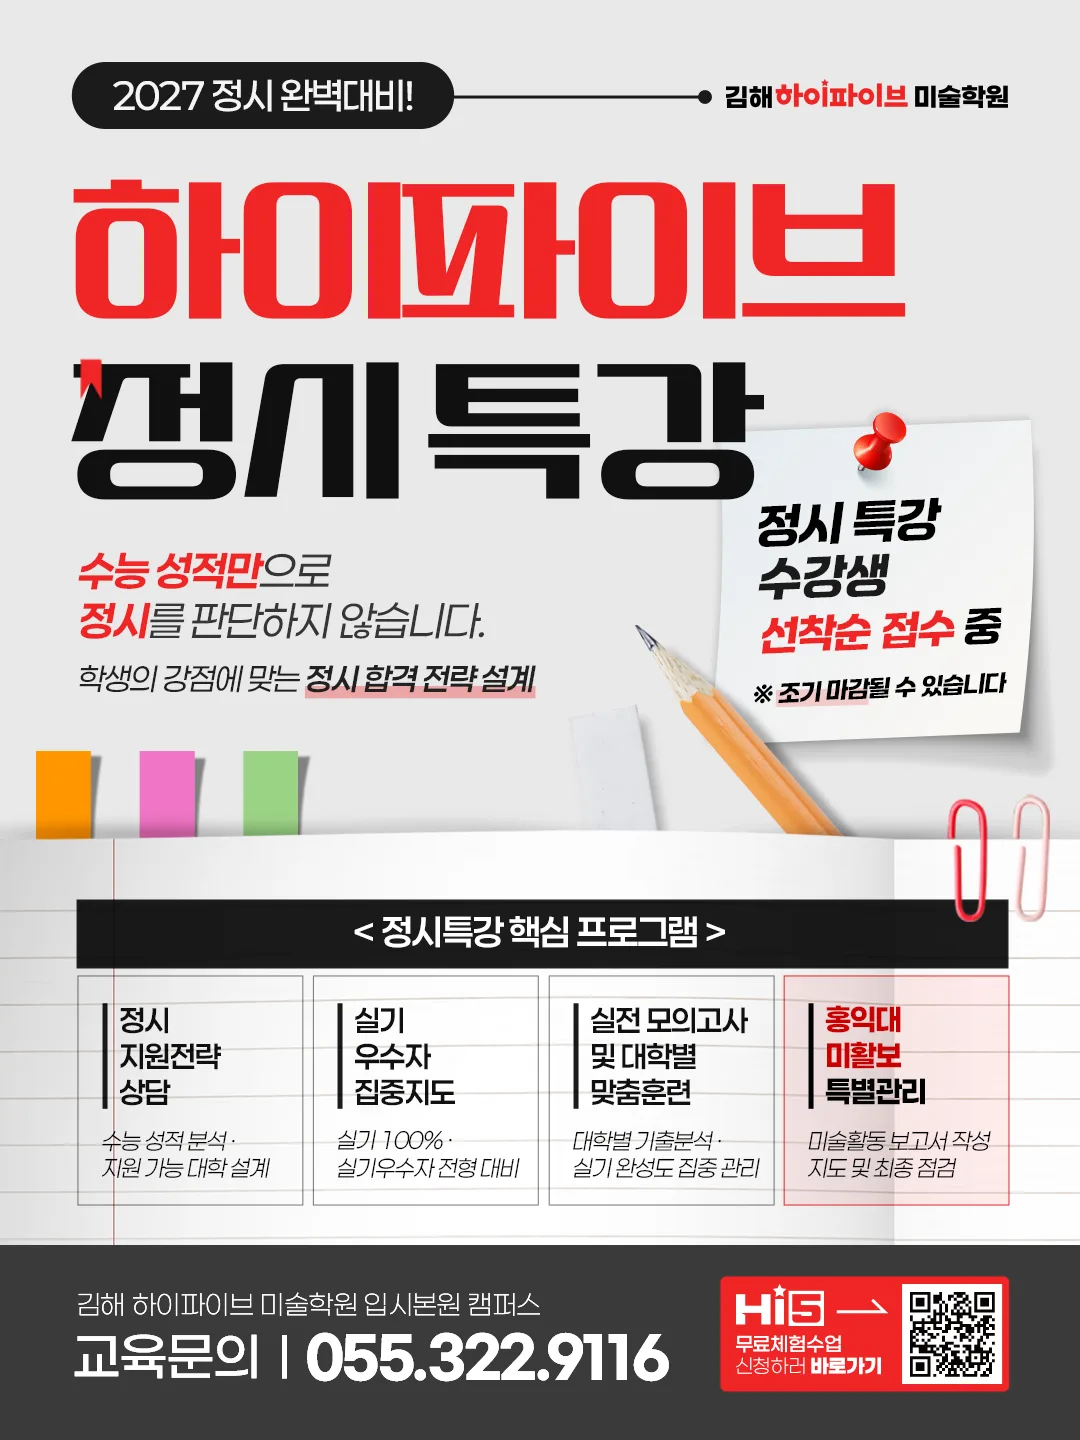 2027 정시 완벽대비!
김해하이파이브 미술학원
하이파이브
정시 특강
수능 성적만으로
정시를 판단하지 않습니다.
학생의 강점에 맞는 정시 합격 전략 설계
정시 특강
수강생
선착순 접수 중
※ 조기 마감될 수 있습니다
< 정시특강 핵심 프로그램 >
정시
지원전략
상담
수능 성적 분석 ·
지원 가능 대학 설계
실기
우수자
집중지도
실기 100% ·
실기우수자 전형 대비
실전 모의고사
및 대학별
맞춤훈련
대학별 기출분석 ·
실기 완성도 집중 관리
홍익대
미활보
특별관리
미술활동 보고서 작성
지도 및 최종 점검
김해 하이파이브 미술학원 입시본원 캠퍼스
교육문의 | 055.322.9116
Hi5
무료체험수업
신청하러 바로가기